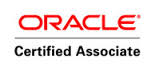 ORACLE
Certified Associate